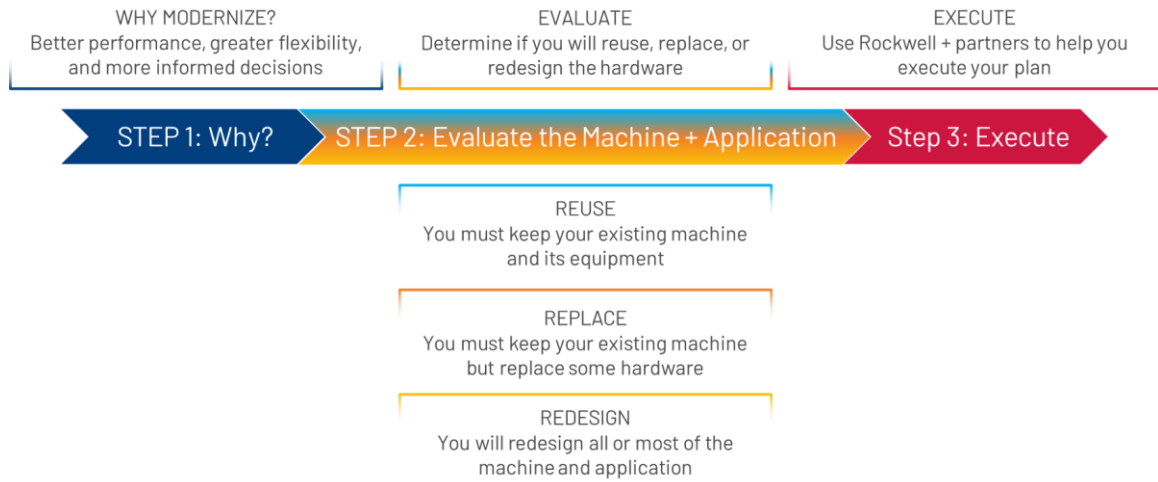 WHY MODERNIZE?
Better performance, greater flexibility,
and more informed decisions
EVALUATE
Determine if you will reuse, replace, or
redesign the hardware
EXECUTE
Use Rockwell + partners to help you
execute your plan
STEP 1: Why?
STEP 2: Evaluate the Machine + Application
Step 3: Execute
REUSE
You must keep your existing machine
and its equipment
REPLACE
You must keep your existing machine
but replace some hardware
REDESIGN
You will redesign all or most of the
machine and application